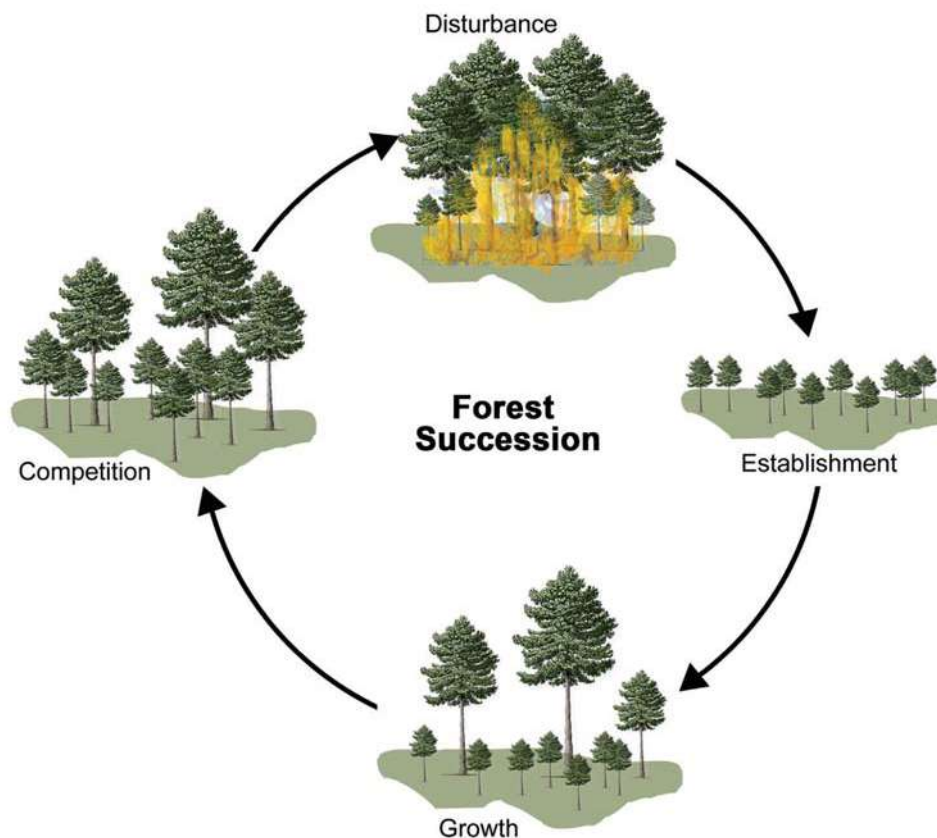 Disturbance
Forest
Succession
Establishment
Competition
Growth